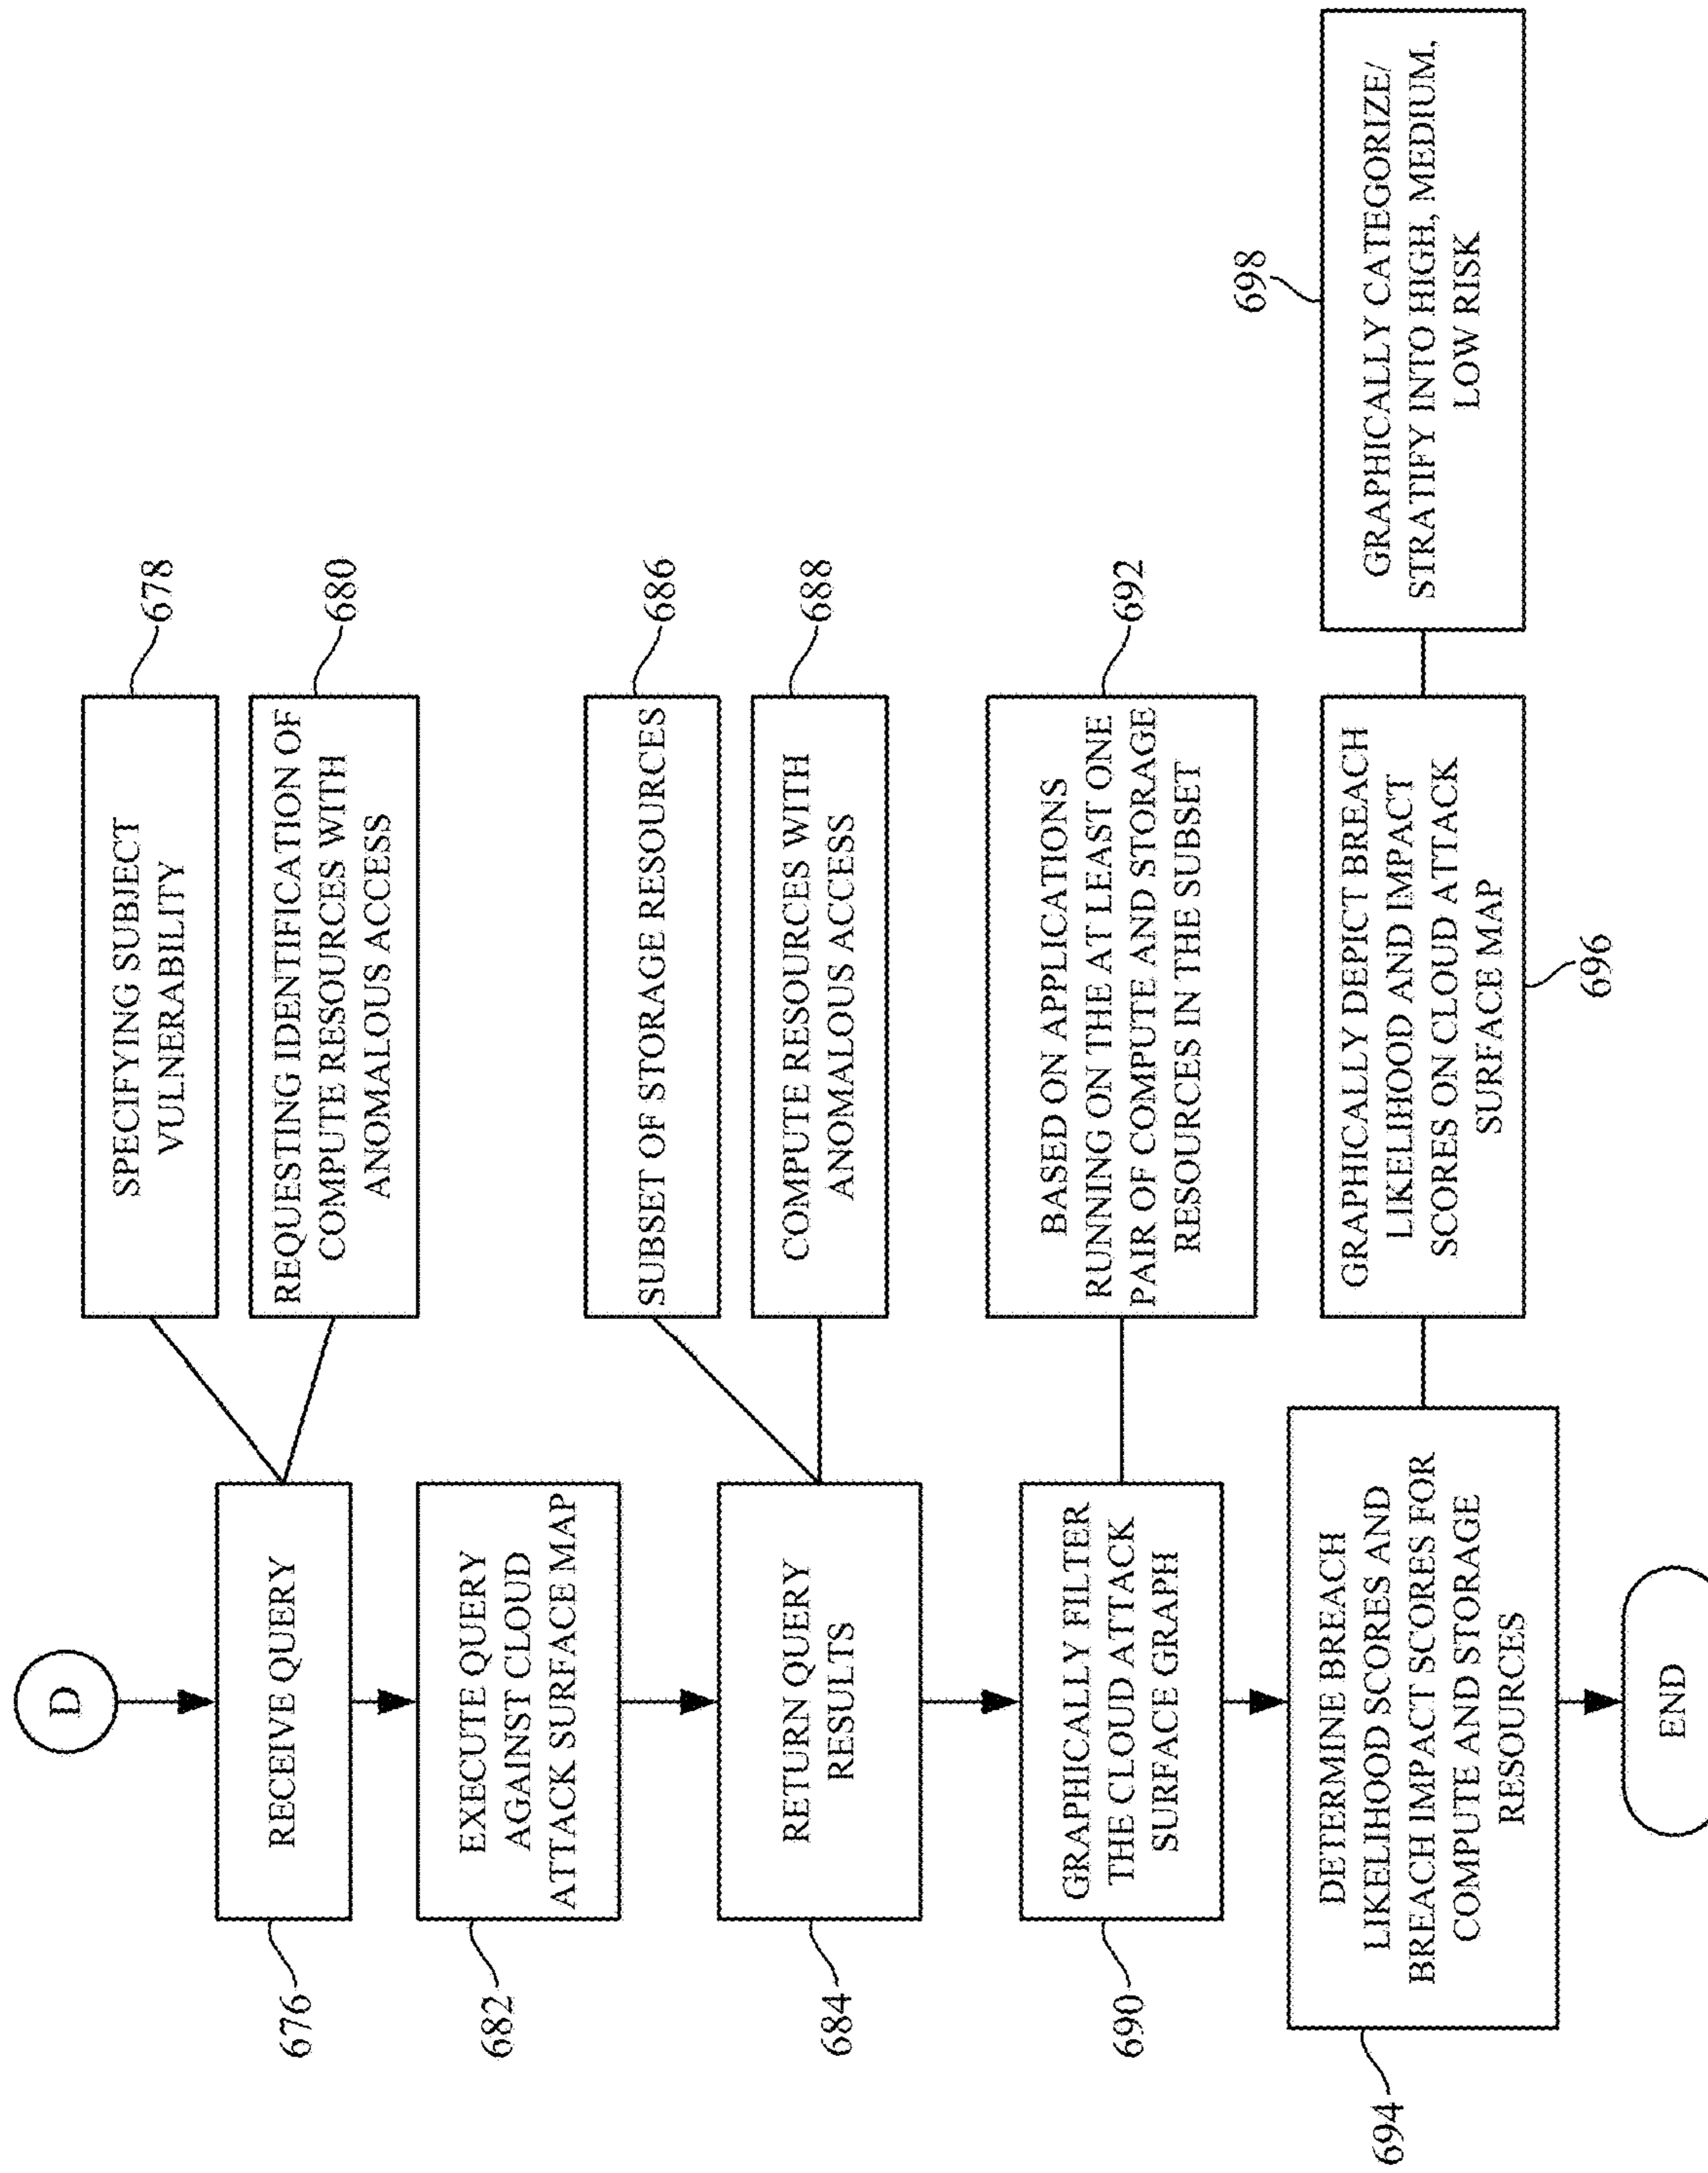 D
676
RECEIVE QUERY
SPECIFYING SUBJECT
VULNERABILITY
678
REQUESTING IDENTIFICATION OF
COMPUTE RESOURCES WITH
ANOMALOUS ACCESS
680
682
EXECUTE QUERY
AGAINST CLOUD
ATTACK SURFACE MAP
684
RETURN QUERY
RESULTS
SUBSET OF STORAGE RESOURCES
686
COMPUTE RESOURCES WITH
ANOMALOUS ACCESS
688
690
GRAPHICALLY FILTER
THE CLOUD ATTACK
SURFACE GRAPH
BASED ON APPLICATIONS
RUNNING ON THE AT LEAST ONE
PAIR OF COMPUTE AND STORAGE
RESOURCES IN THE SUBSET
692
694
DETERMINE BREACH
LIKELIHOOD SCORES AND
BREACH IMPACT SCORES FOR
COMPUTE AND STORAGE
RESOURCES
GRAPHICALLY DEPICT BREACH
LIKELIHOOD AND IMPACT
SCORES ON CLOUD ATTACK
SURFACE MAP
696
698
GRAPHICALLY CATEGORIZE/
STRATIFY INTO HIGH, MEDIUM,
LOW RISK
END